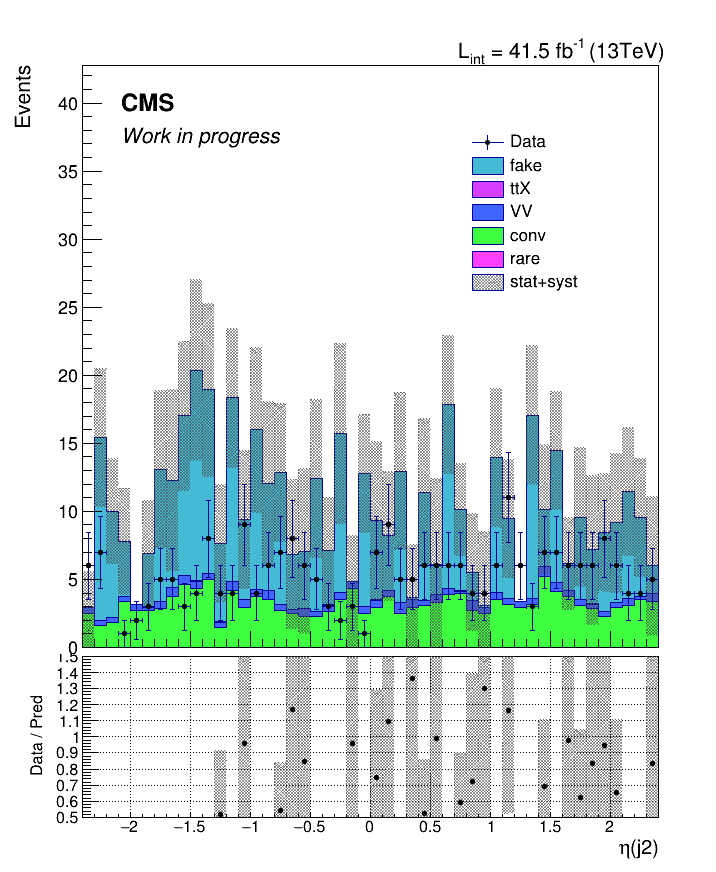 L_int = 41.5 fb^-1 (13TeV)
Events
CMS
Work in progress
Data
fake
ttX
VV
conv
rare
stat+syst
40
35
30
25
20
15
10
5
0
Data / Pred
1.5
1.4
1.3
1.2
1.1
1
0.9
0.8
0.7
0.6
0.5
−2 −1.5 −1 −0.5 0 0.5 1 1.5 2
η(j2)